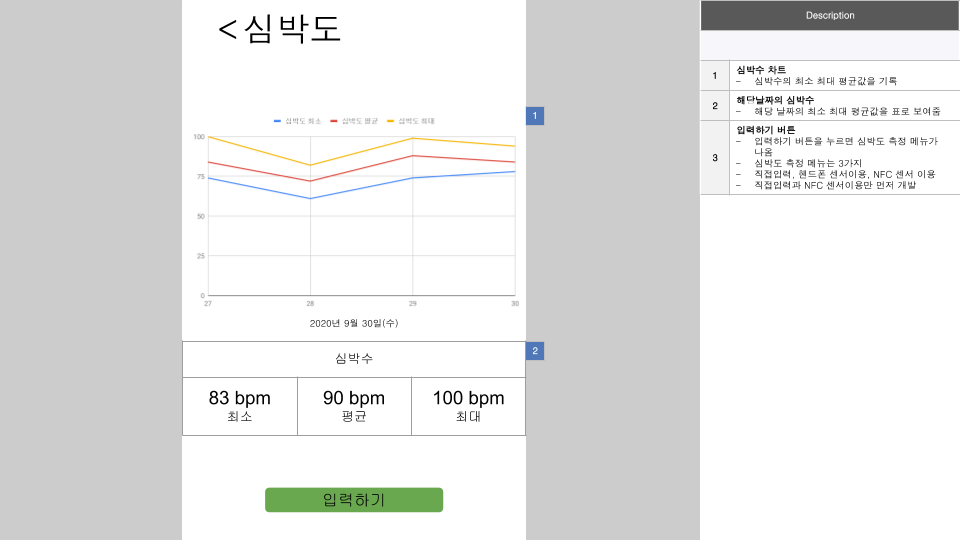 <심박도
심박도 최소 심박도 평균 심박도 최대
100
75
50
25
0
27 28 29 30
2020년 9월 30일(수)
심박수
83 bpm 90 bpm 100 bpm
최소 평균 최대
입력하기
1
2
Description
1
심박수 차트
– 심박수의 최소 최대 평균값을 기록
2
해당날짜의 심박수
– 해당 날짜의 최소 최대 평균값을 표로 보여줌
3
입력하기 버튼
– 입력하기 버튼을 누르면 심박도 측정 메뉴가
나옴
– 심박도 측정 메뉴는 3가지
– 직접입력, 핸드폰 센서이용, NFC 센서 이용
– 직접입력과 NFC 센서이용만 먼저 개발